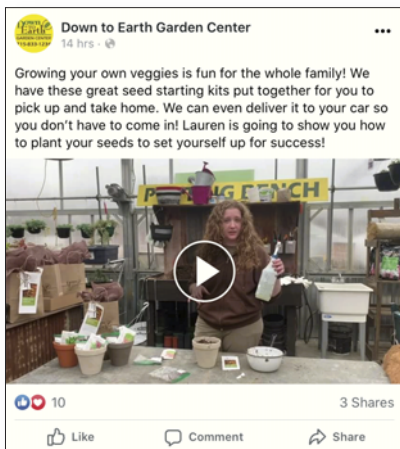 Down to Earth Garden Center
14 hrs ·
Growing your own veggies is fun for the whole family! We
have these great seed starting kits put together for you to
pick up and take home. We can even deliver it to your car so
you don't have to come in! Lauren is going to show you how
to plant your seeds to set yourself up for success!
10
3 Shares
Like
Comment
Share